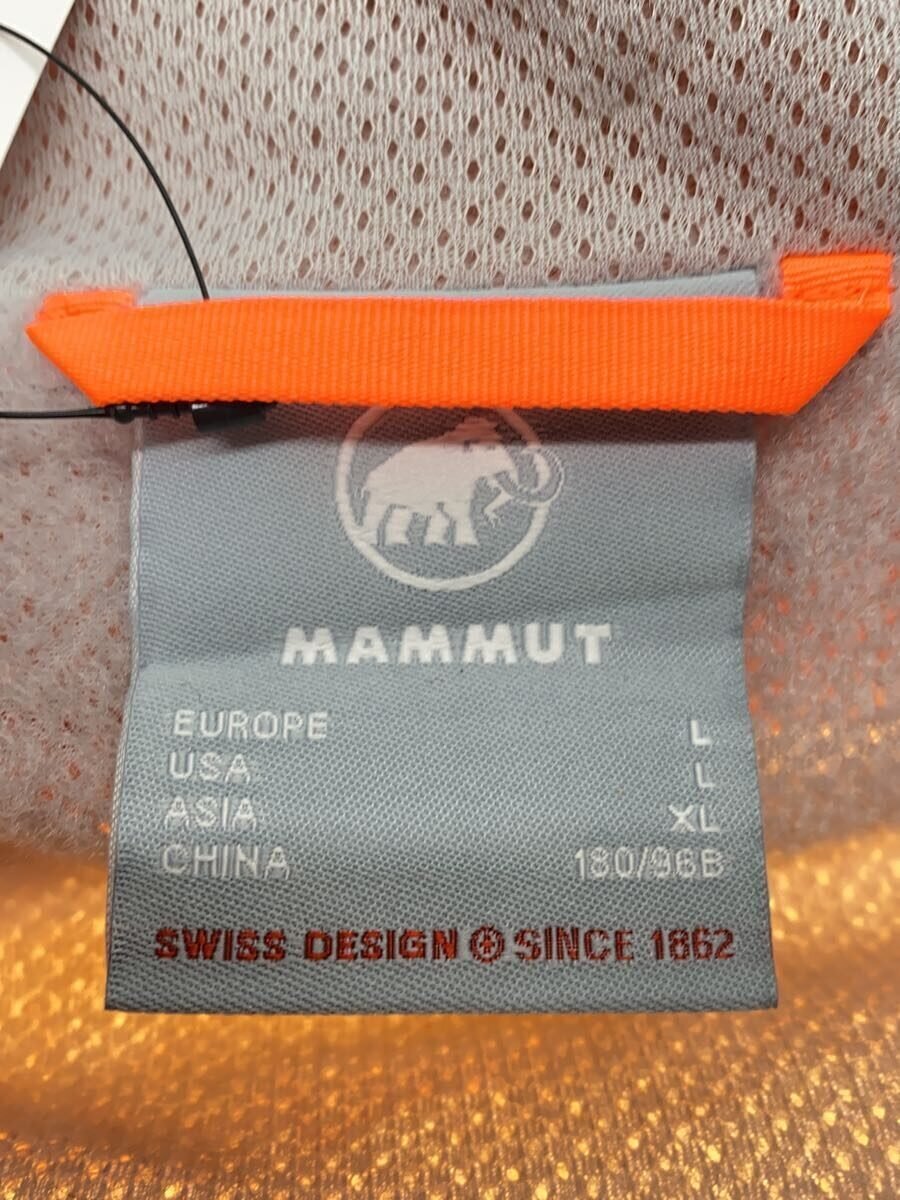 MAMMUT
EUROPE L
USA L
ASIA XL
CHINA 180/96B
SWISS DESIGN SINCE 1862